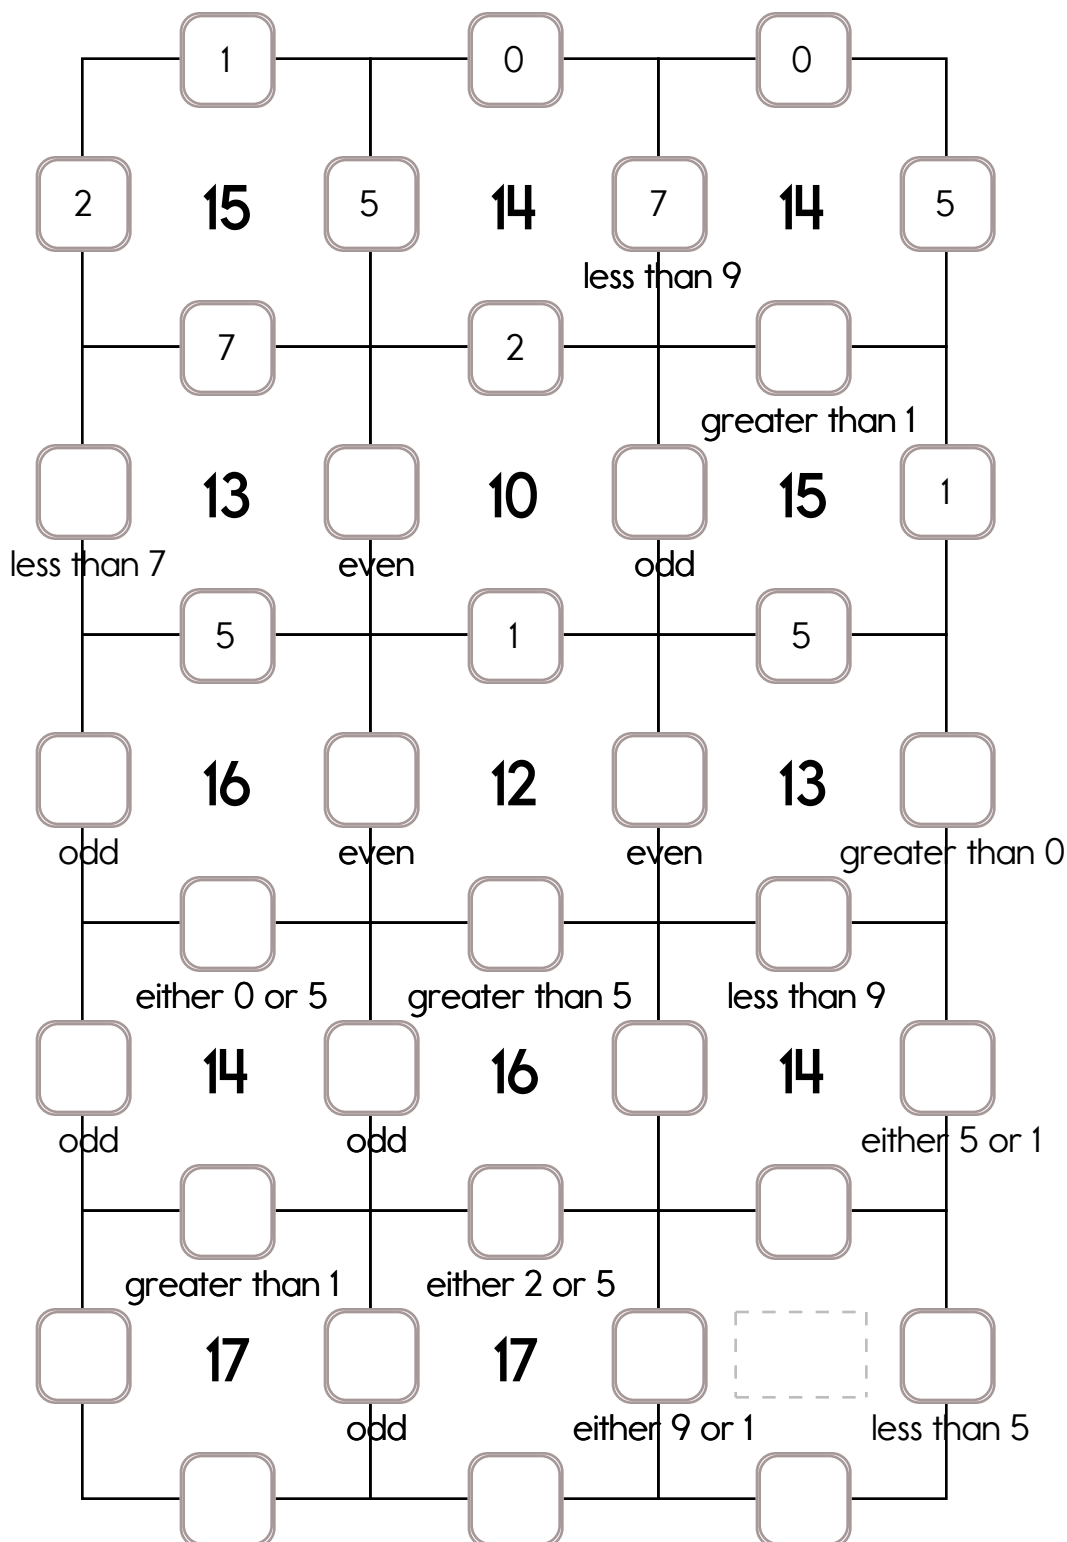 1 0 0
2 15 5 14 7 14 5
less than 9
7 2
greater than 1
13 10 15 1
less than 7 even odd
5 1 5
16 12 13
odd even even greater than 0
either 0 or 5 greater than 5 less than 9
14 16 14
odd odd either 5 or 1
greater than 1 either 2 or 5
17 17
odd either 9 or 1 less than 5